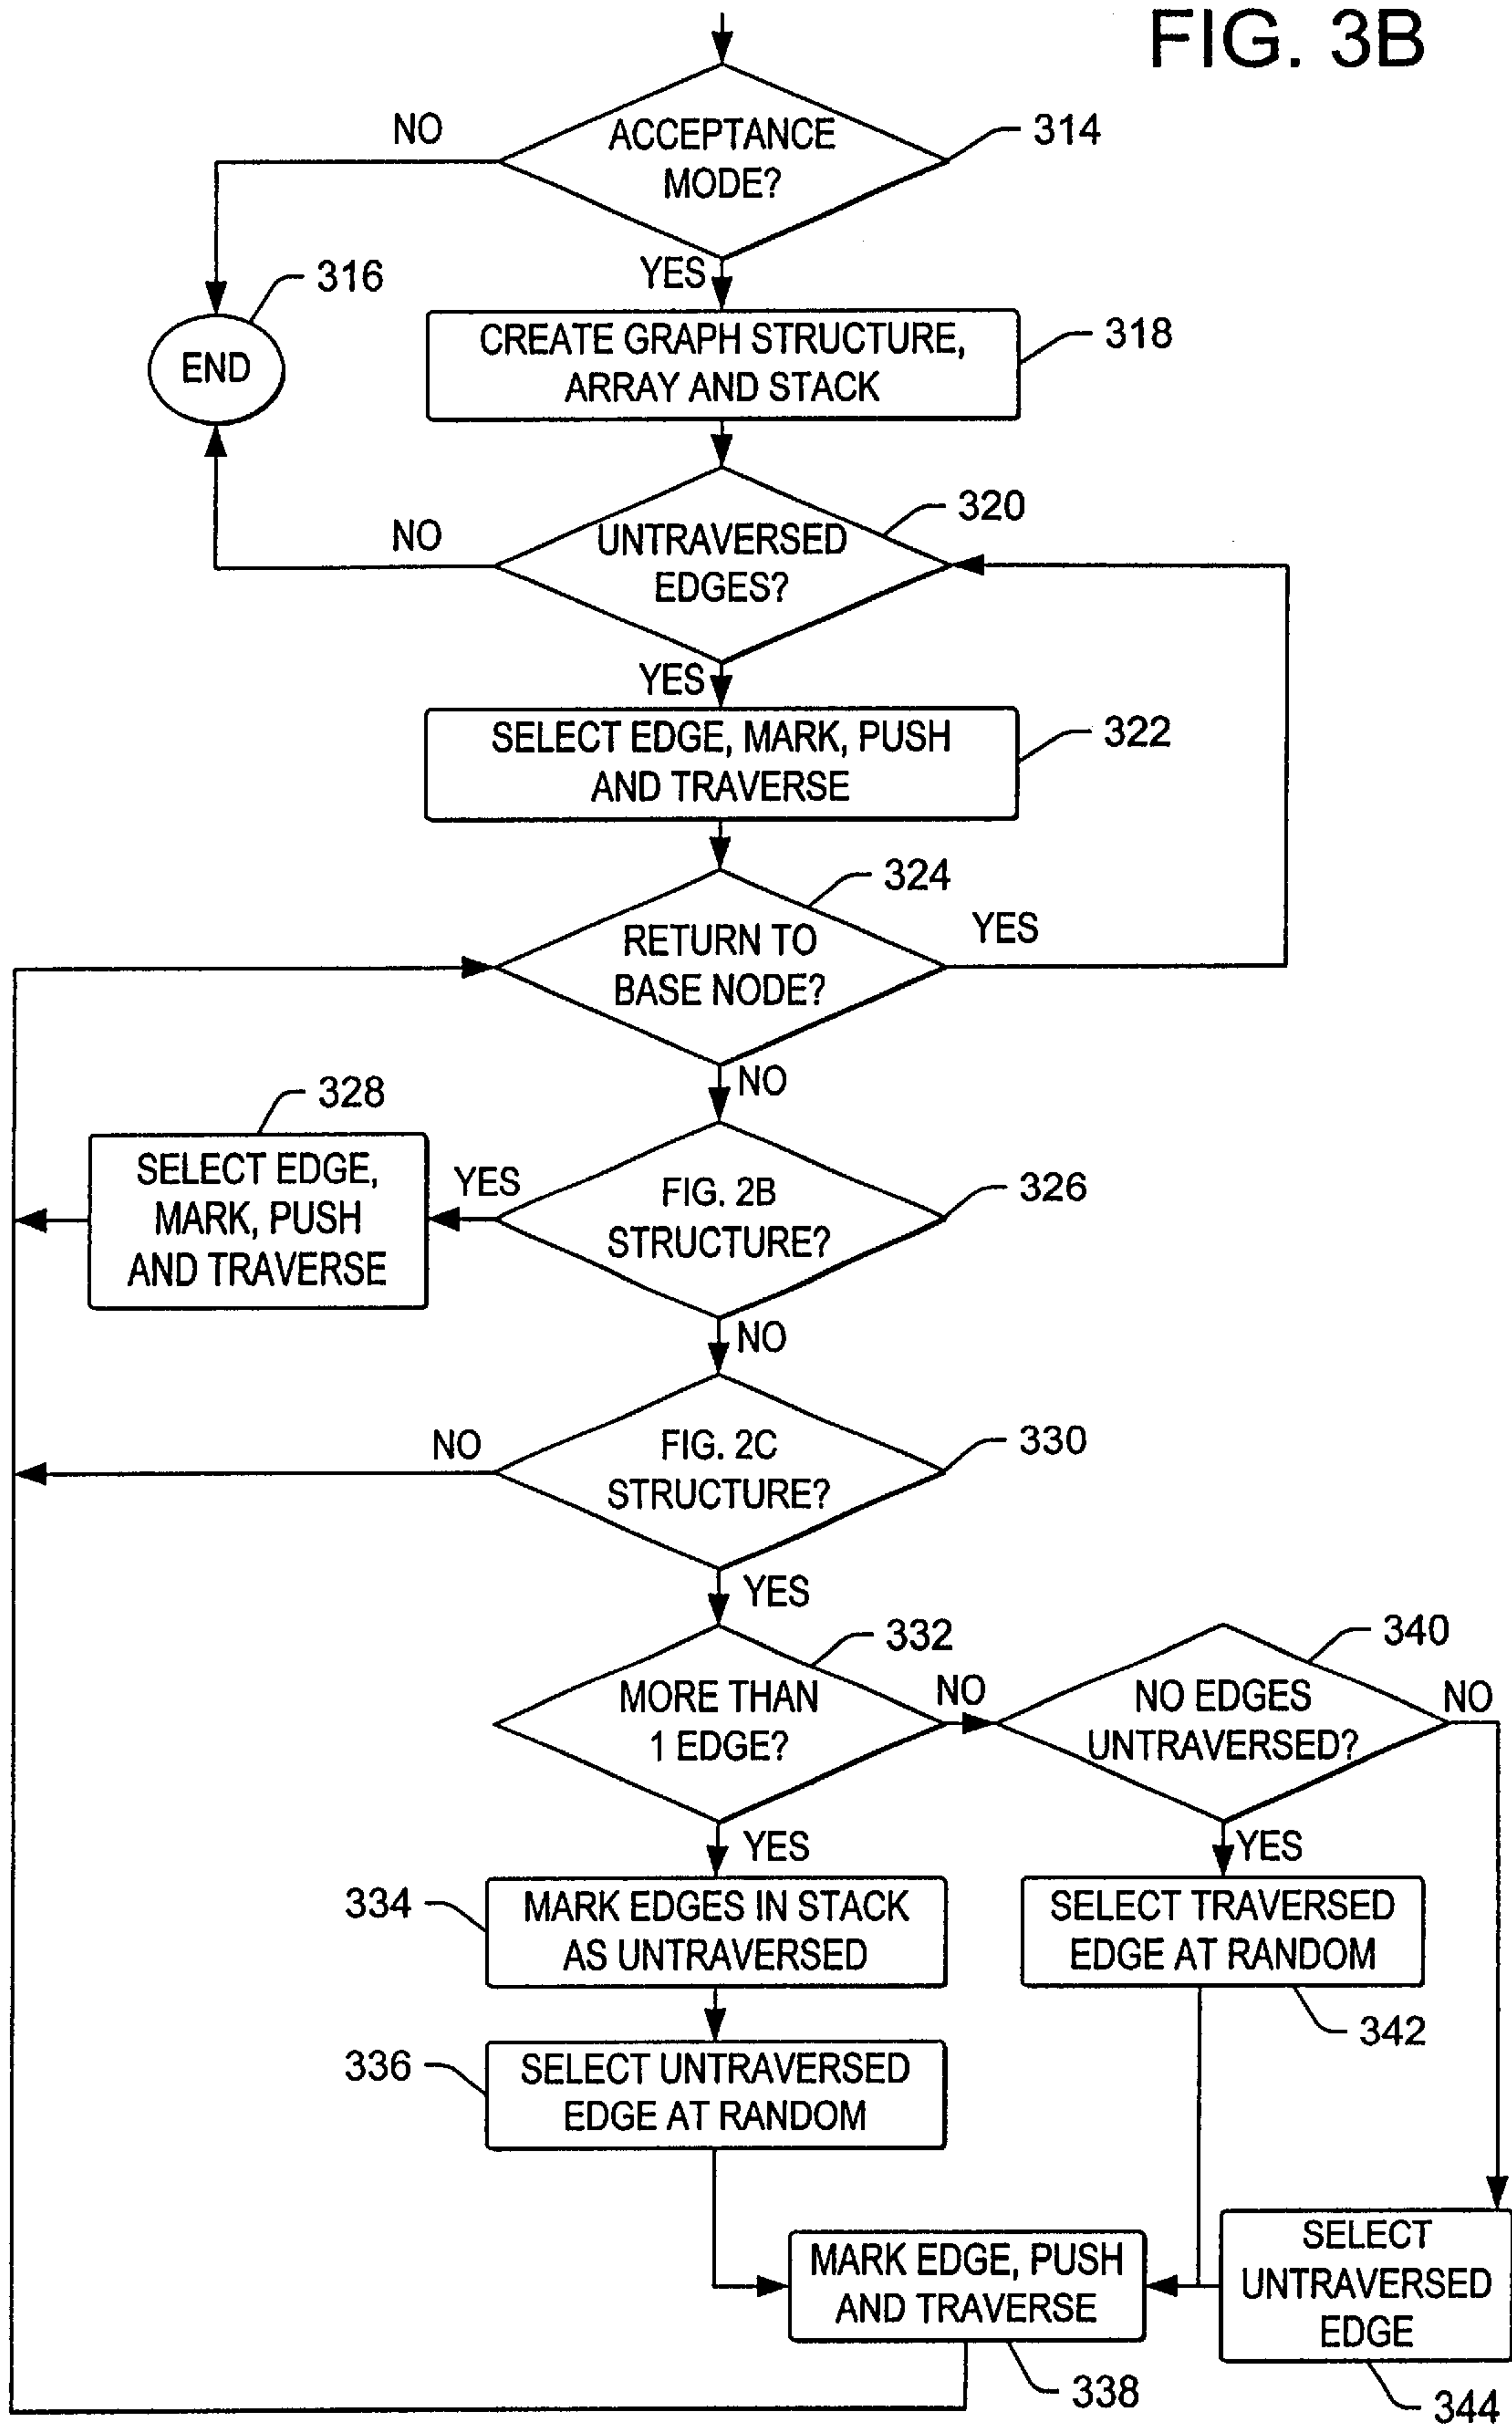 FIG. 3B
NO
ACCEPTANCE
MODE?
314
YES
316
END
CREATE GRAPH STRUCTURE,
ARRAY AND STACK
318
NO
UNTRAVERSED
EDGES?
320
YES
SELECT EDGE, MARK, PUSH
AND TRAVERSE
322
324
RETURN TO
BASE NODE?
YES
NO
328
SELECT EDGE,
MARK, PUSH
AND TRAVERSE
YES
FIG. 2B
STRUCTURE?
326
NO
NO
FIG. 2C
STRUCTURE?
330
YES
332
MORE THAN
1 EDGE?
NO
340
NO EDGES
UNTRAVERSED?
NO
YES
YES
334
MARK EDGES IN STACK
AS UNTRAVERSED
SELECT TRAVERSED
EDGE AT RANDOM
342
336
SELECT UNTRAVERSED
EDGE AT RANDOM
MARK EDGE, PUSH
AND TRAVERSE
338
SELECT
UNTRAVERSED
EDGE
344